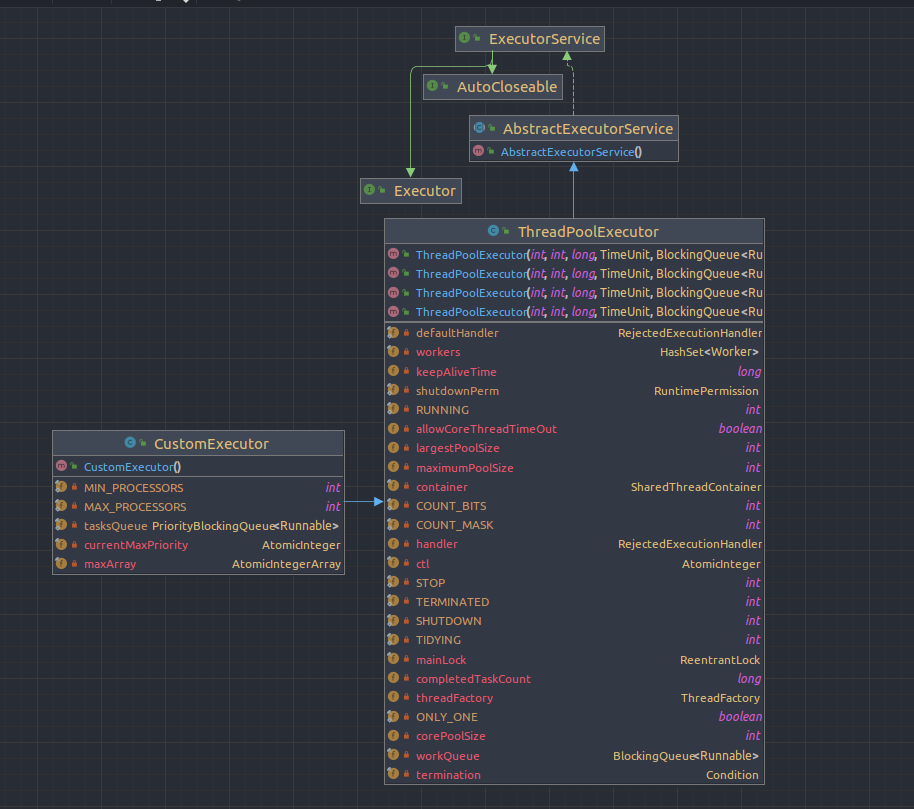 ExecutorService
AutoCloseable
AbstractExecutorService
AbstractExecutorService()
Executor
ThreadPoolExecutor
ThreadPoolExecutor(int, int, long, TimeUnit, BlockingQueue<Ru
ThreadPoolExecutor(int, int, long, TimeUnit, BlockingQueue<Ru
ThreadPoolExecutor(int, int, long, TimeUnit, BlockingQueue<Ru
ThreadPoolExecutor(int, int, long, TimeUnit, BlockingQueue<Ru
defaultHandler RejectedExecutionHandler
workers HashSet<Worker>
keepAliveTime long
shutdownPerm RuntimePermission
RUNNING int
allowCoreThreadTimeOut boolean
largestPoolSize int
maximumPoolSize int
container SharedThreadContainer
COUNT_BITS int
COUNT_MASK int
handler RejectedExecutionHandler
ctl AtomicInteger
STOP int
TERMINATED int
SHUTDOWN int
TIDYING int
mainLock ReentrantLock
completedTaskCount long
threadFactory ThreadFactory
ONLY_ONE boolean
corePoolSize int
workQueue BlockingQueue<Runnable>
termination Condition
CustomExecutor
CustomExecutor()
MIN_PROCESSORS int
MAX_PROCESSORS int
tasksQueue PriorityBlockingQueue<Runnable>
currentMaxPriority AtomicInteger
maxArray AtomicIntegerArray